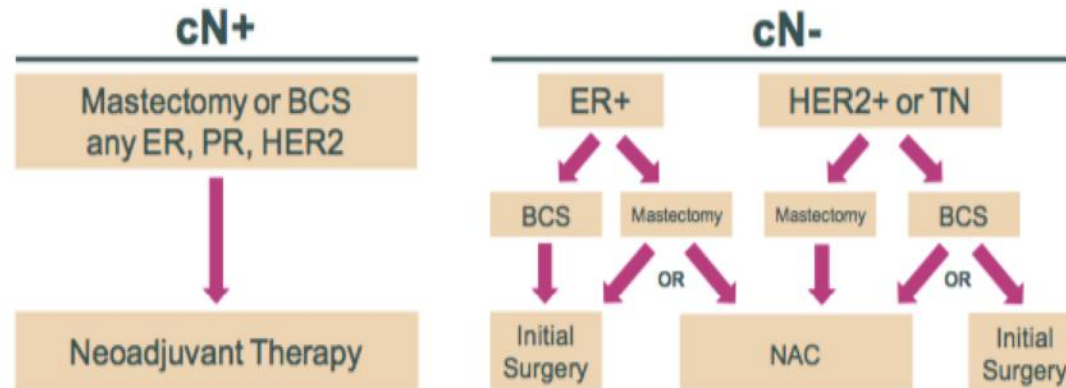 cN+
Mastectomy or BCS
any ER, PR, HER2
Neoadjuvant Therapy
cN-
ER+
HER2+ or TN
BCS
Mastectomy
Mastectomy
BCS
OR
OR
Initial
Surgery
NAC
Initial
Surgery